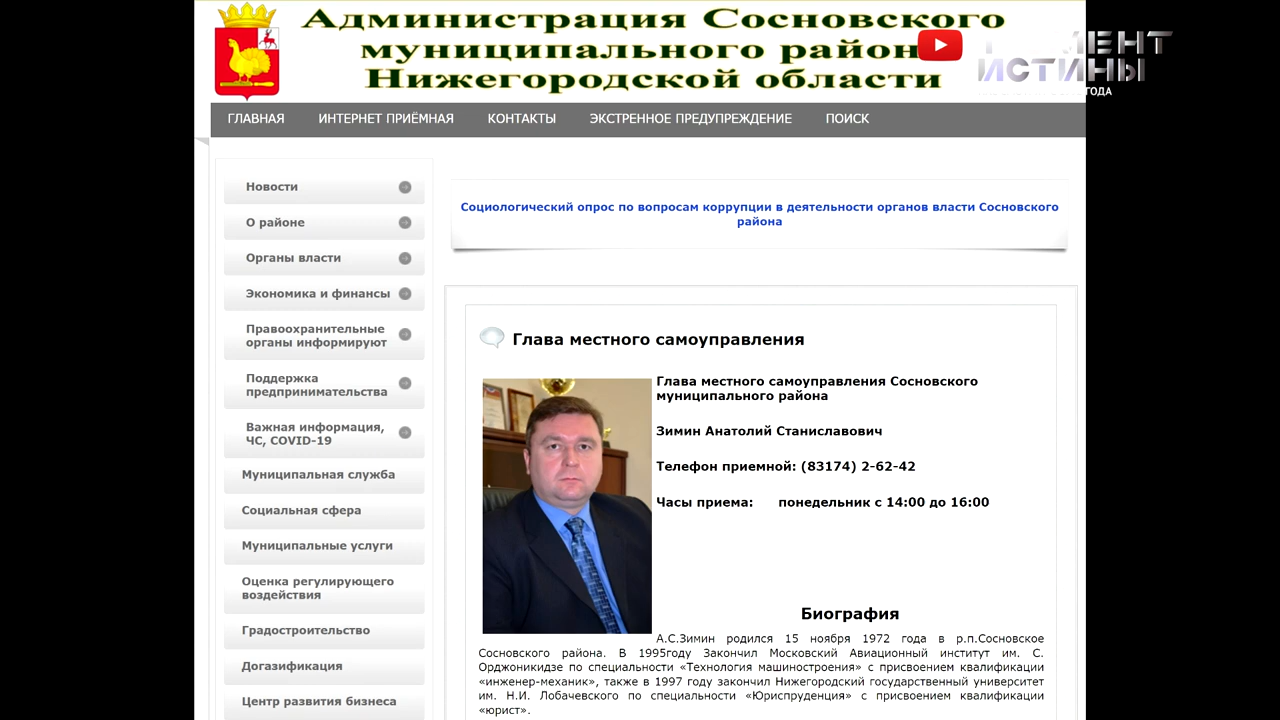 Администрация Сосновского
муниципального район
Нижегородской области
ИСТИНЫ
ГЛАВНАЯ
ИНТЕРНЕТ ПРИЁМНАЯ
КОНТАКТЫ
ЭКСТРЕННОЕ ПРЕДУПРЕЖДЕНИЕ
ПОИСК
Новости
О районе
Органы власти
Экономика и финансы
Правоохранительные
органы информируют
Поддержка
предпринимательства
Важная информация,
ЧС, COVID-19
Муниципальная служба
Социальная сфера
Муниципальные услуги
Оценка регулирующего
воздействия
Градостроительство
Догазификация
Центр развития бизнеса
Социологический опрос по вопросам коррупции в деятельности органов власти Сосновского
района
Глава местного самоуправления
Глава местного самоуправления Сосновского
муниципального района
Зимин Анатолий Станиславович
Телефон приемной: (83174) 2-62-42
Часы приема: понедельник с 14:00 до 16:00
Биография
А.С.Зимин родился 15 ноября 1972 года в р.п.Сосновское
Сосновского района. В 1995году Закончил Московский Авиационный институт им. С.
Орджоникидзе по специальности «Технология машиностроения» с присвоением квалификации
«инженер-механик», также в 1997 году закончил Нижегородский государственный университет
им. Н.И. Лобачевского по специальности «Юриспруденция» с присвоением квалификации
«юрист».